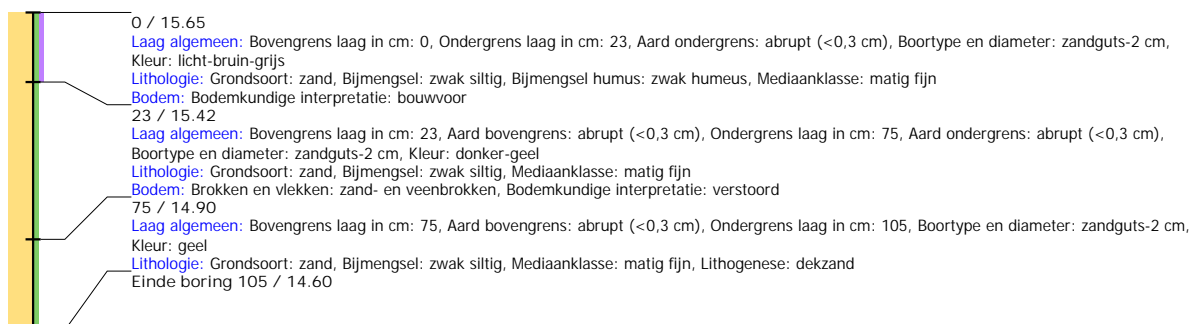 0 / 15.65
Laag algemeen: Bovengrens laag in cm: 0, Ondergrens laag in cm: 23, Aard ondergrens: abrupt (<0,3 cm), Boortype en diameter: zandguts-2 cm,
Kleur: licht-bruin-grijs
Lithologie: Grondsoort: zand, Bijmengsel: zwak siltig, Bijmengsel humus: zwak humeus, Mediaanklasse: matig fijn
Bodem: Bodemkundige interpretatie: bouwvoor
23 / 15.42
Laag algemeen: Bovengrens laag in cm: 23, Aard bovengrens: abrupt (<0,3 cm), Ondergrens laag in cm: 75, Aard ondergrens: abrupt (<0,3 cm),
Boortype en diameter: zandguts-2 cm, Kleur: donker-geel
Lithologie: Grondsoort: zand, Bijmengsel: zwak siltig, Mediaanklasse: matig fijn
Bodem: Brokken en vlekken: zand- en veenbrokken, Bodemkundige interpretatie: verstoord
75 / 14.90
Laag algemeen: Bovengrens laag in cm: 75, Aard bovengrens: abrupt (<0,3 cm), Ondergrens laag in cm: 105, Boortype en diameter: zandguts-2 cm,
Kleur: geel
Lithologie: Grondsoort: zand, Bijmengsel: zwak siltig, Mediaanklasse: matig fijn, Lithogenese: dekzand
Einde boring 105 / 14.60